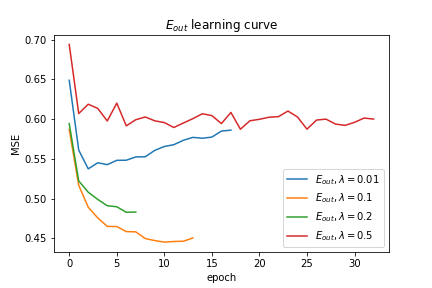 E_out learning curve
MSE
0.70
0.65
0.60
0.55
0.50
0.45
0 5 10 15 20 25 30
epoch
E_out, λ = 0.01
E_out, λ = 0.1
E_out, λ = 0.2
E_out, λ = 0.5